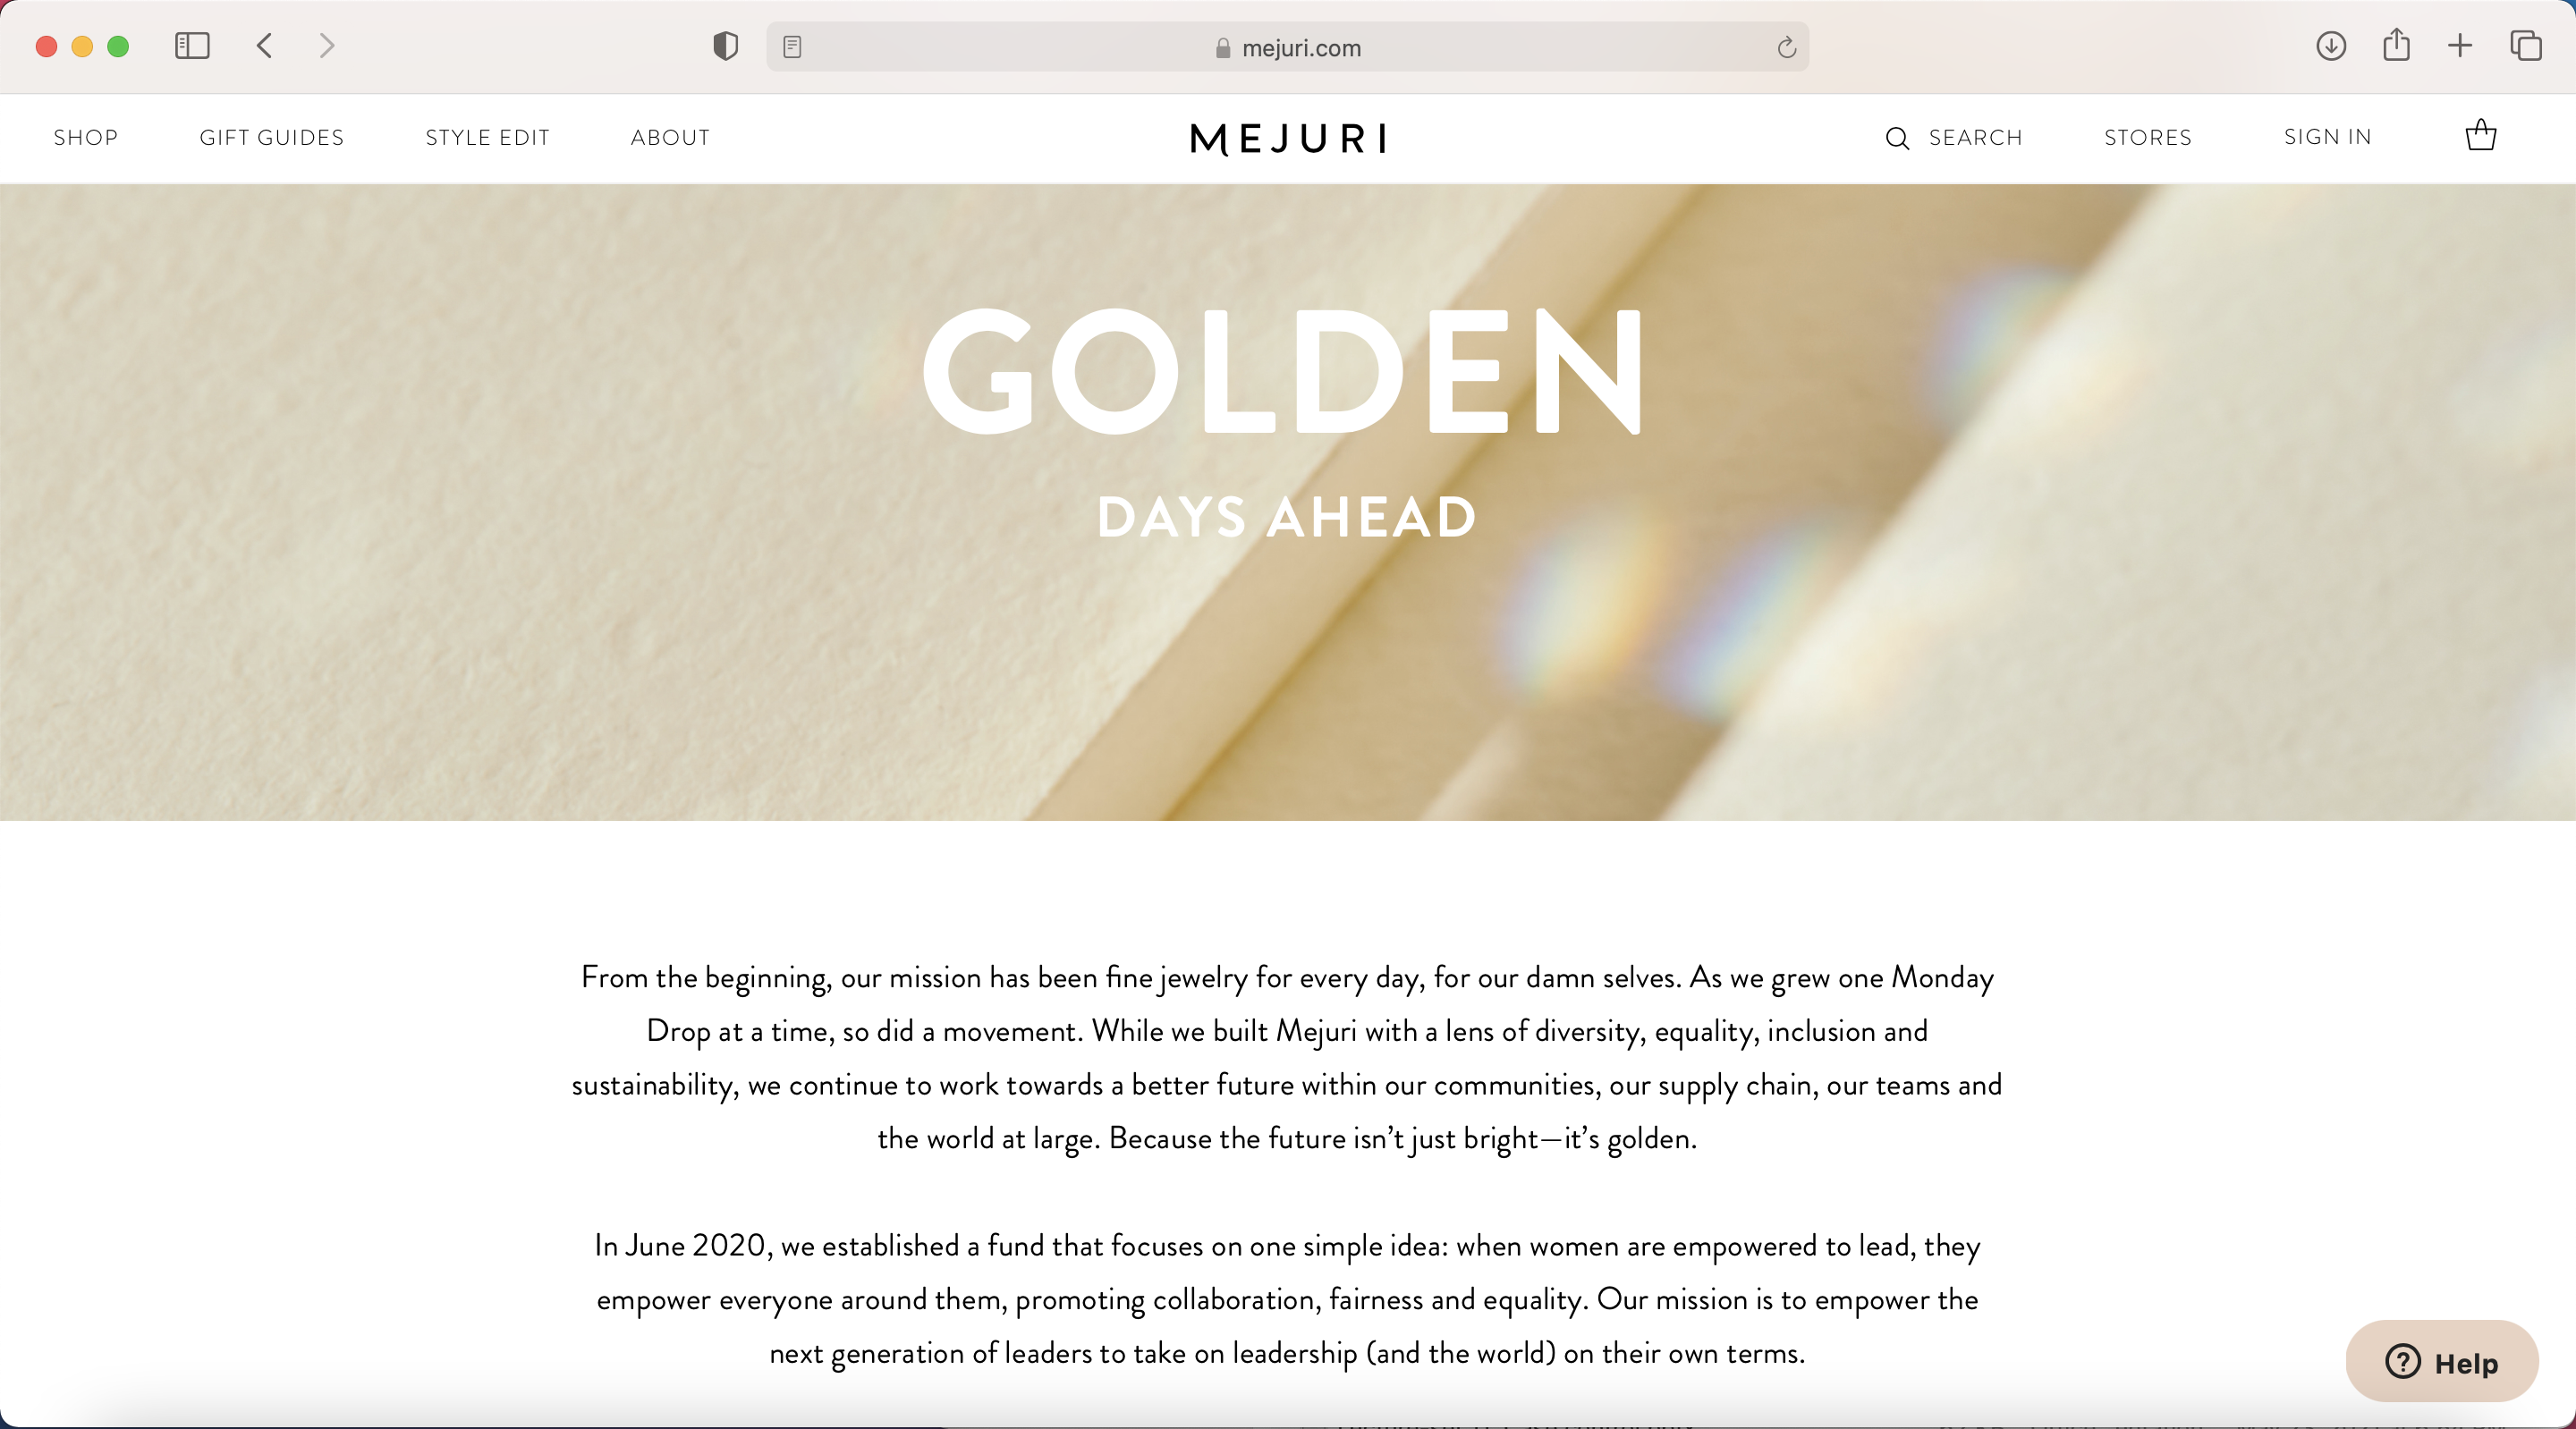 mejuri.com
SHOP GIFT GUIDES STYLE EDIT ABOUT MEJURI SEARCH STORES SIGN IN
GOLDEN
DAYS AHEAD
From the beginning, our mission has been fine jewelry for every day, for our damn selves. As we grew one Monday
Drop at a time, so did a movement. While we built Mejuri with a lens of diversity, equality, inclusion and
sustainability, we continue to work towards a better future within our communities, our supply chain, our teams and
the world at large. Because the future isn’t just bright—it’s golden.
In June 2020, we established a fund that focuses on one simple idea: when women are empowered to lead, they
empower everyone around them, promoting collaboration, fairness and equality. Our mission is to empower the
next generation of leaders to take on leadership (and the world) on their own terms.
Help